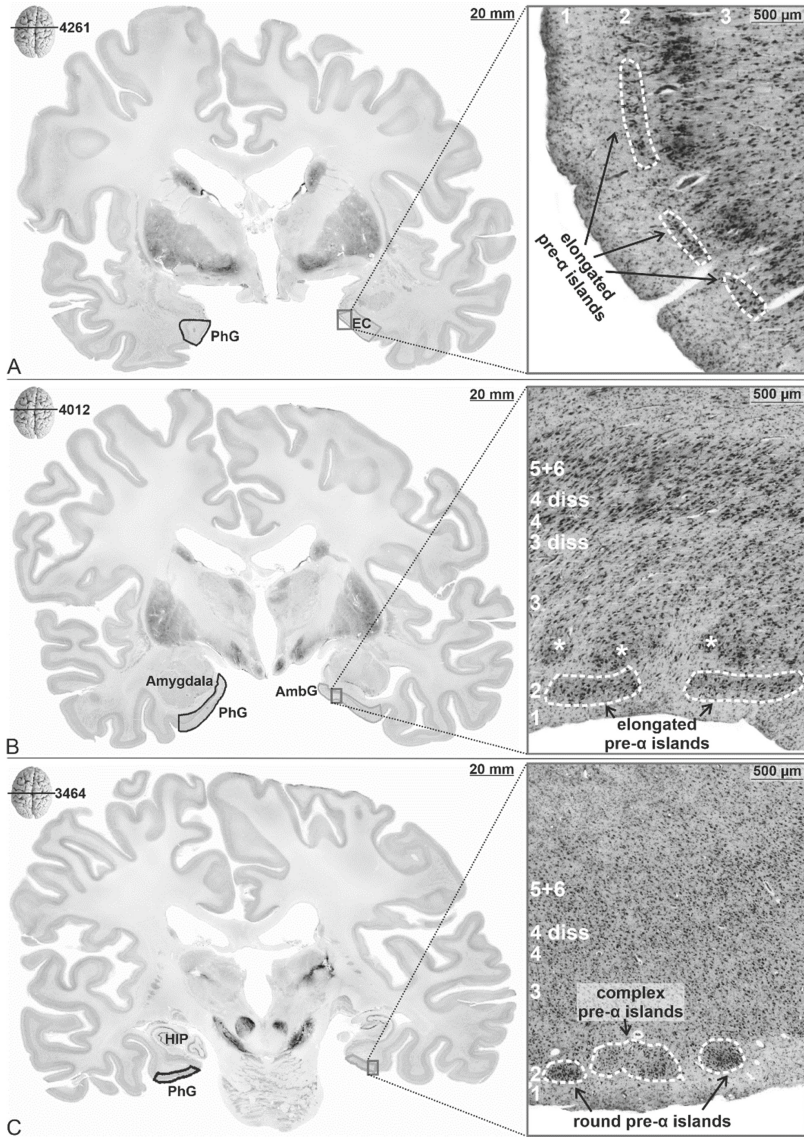 4261
20 mm
PhG
EC
A
1 2 3
500 µm
elongated
pre-α islands
4012
20 mm
Amygdala
PhG
AmbG
B
500 µm
5+6
4 diss
4
3 diss
3
* * *
2
1
elongated
pre-α islands
3464
20 mm
HIP
PhG
C
500 µm
5+6
4 diss
4
3
complex
pre-α islands
2
1
round pre-α islands